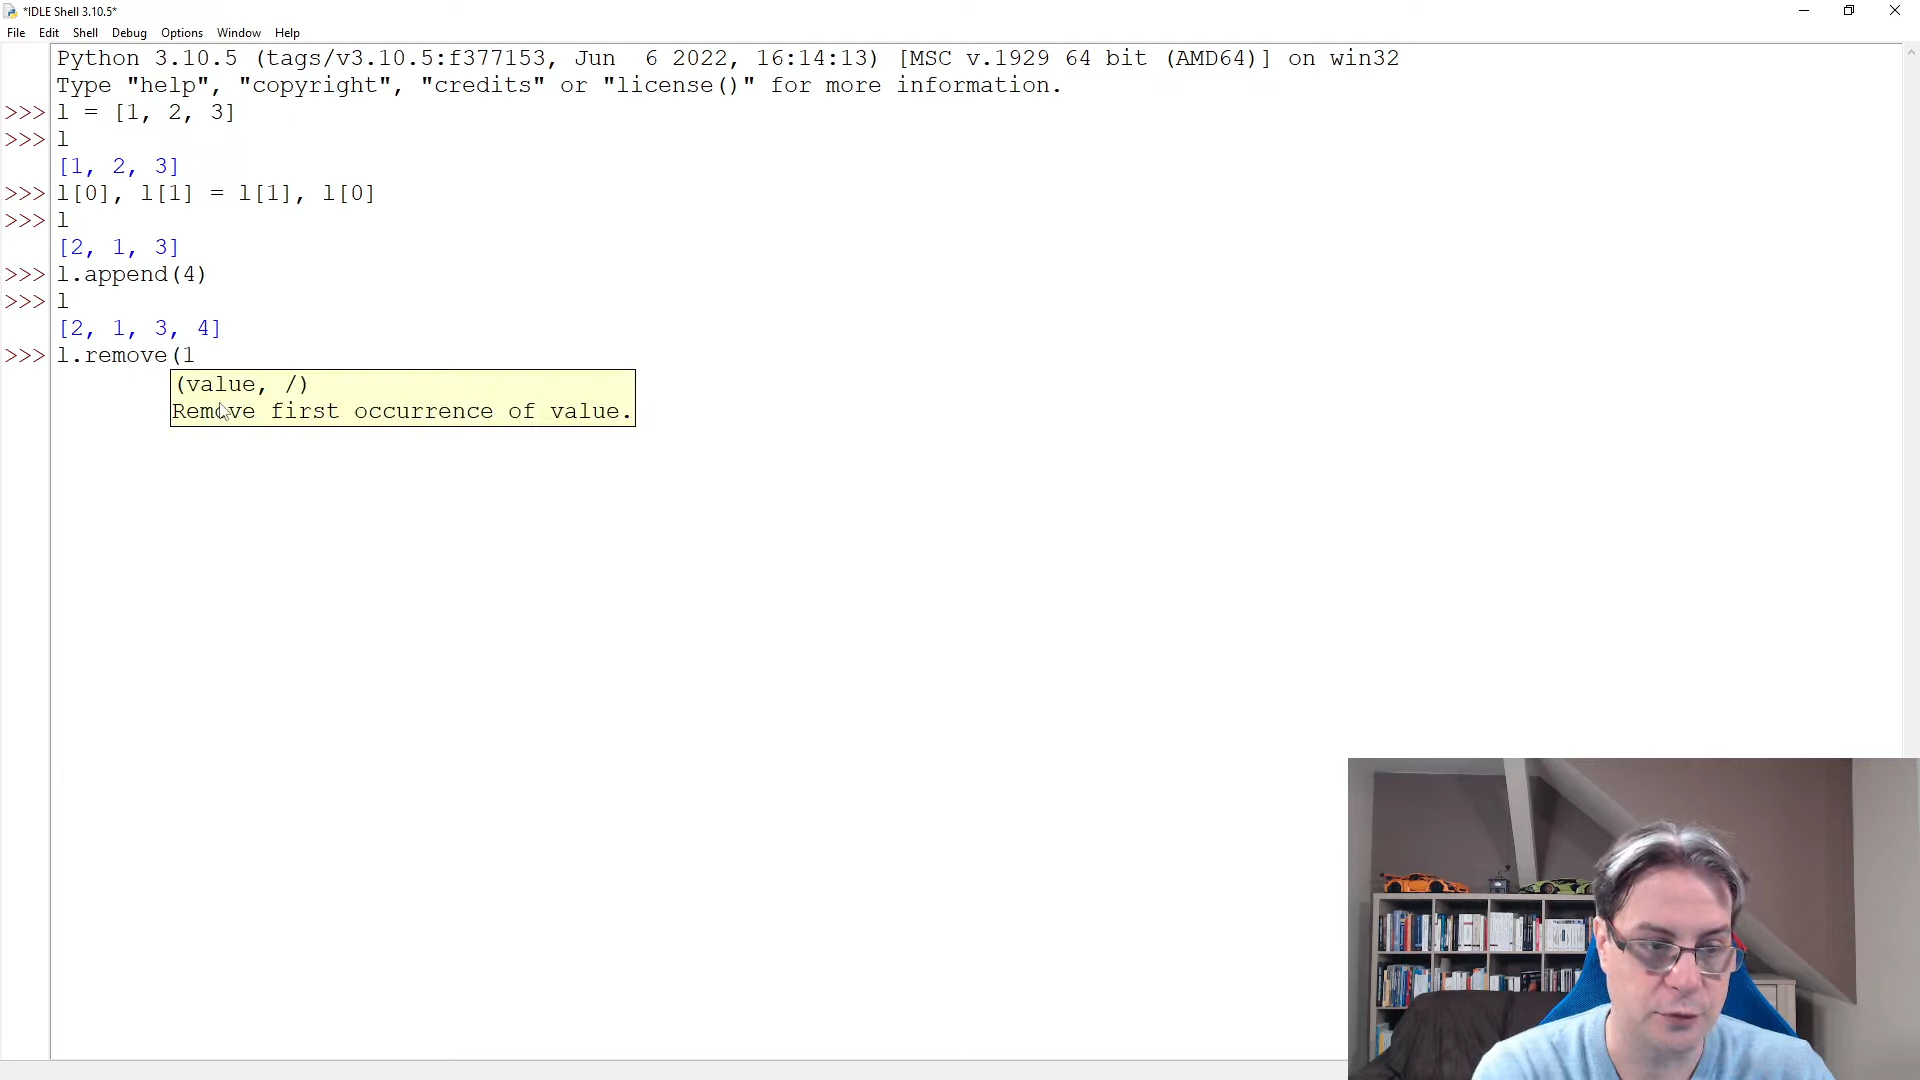 *IDLE Shell 3.10.5*
File Edit Shell Debug Options Window Help
Python 3.10.5 (tags/v3.10.5:f377153, Jun  6 2022, 16:14:13) [MSC v.1929 64 bit (AMD64)] on win32
Type "help", "copyright", "credits" or "license()" for more information.
>>> l = [1, 2, 3]
>>> l
[1, 2, 3]
>>> l[0], l[1] = l[1], l[0]
>>> l
[2, 1, 3]
>>> l.append(4)
>>> l
[2, 1, 3, 4]
>>> l.remove(1
(value, /)
Remove first occurrence of value.